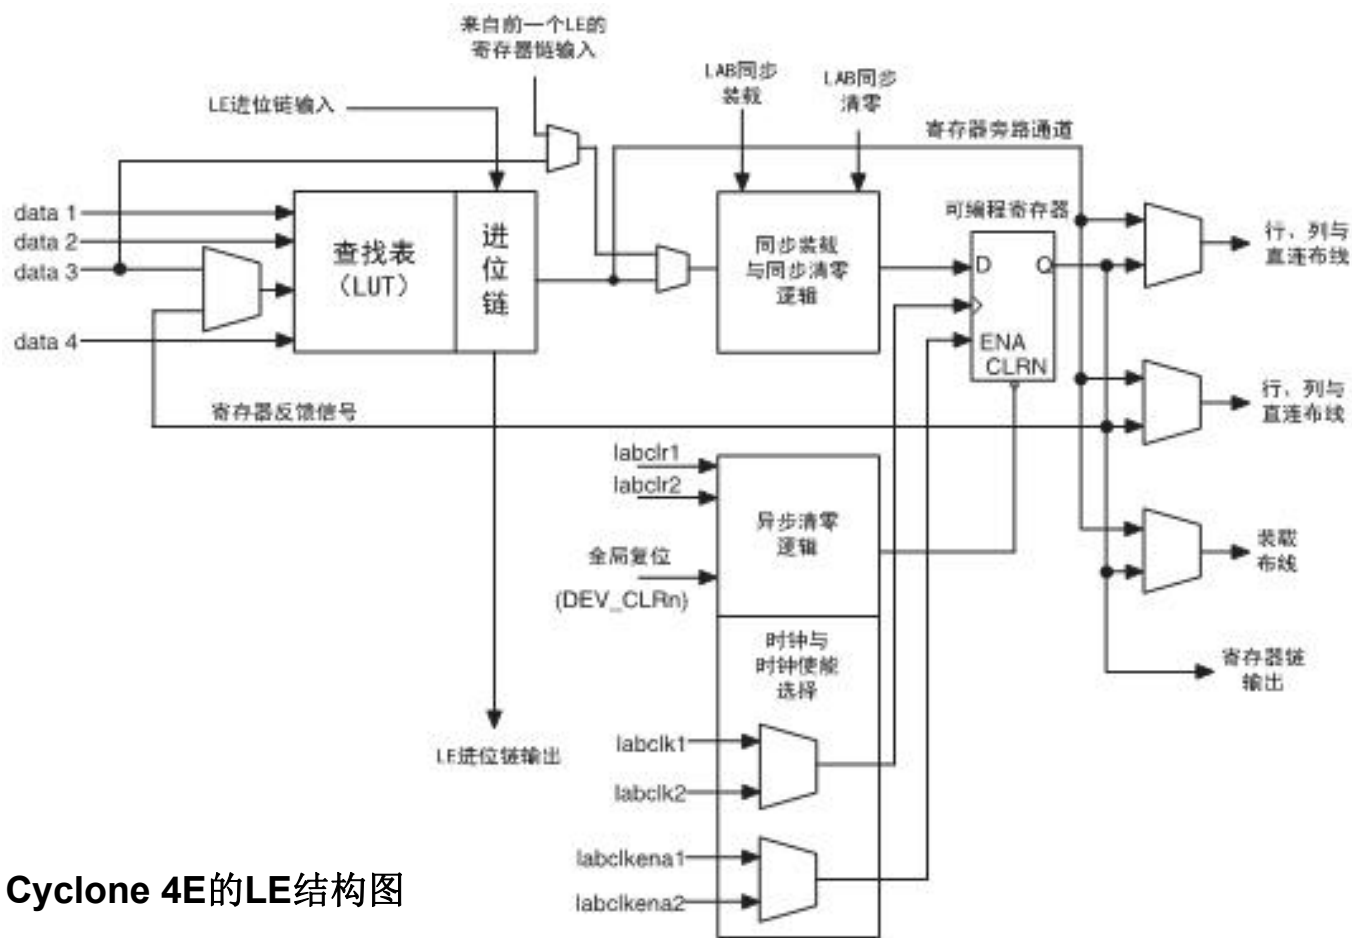 来自前一个LE的
寄存器链输入
LAB同步
装载
LAB同步
清零
LE进位链输入
寄存器旁路通道
data 1
data 2
data 3
data 4
查找表
(LUT)
进
位
链
同步装载
与同步清零
逻辑
可编程寄存器
D
Q
ENA
CLRN
行、列与
直连布线
行、列与
直连布线
寄存器反馈信号
labclr1
labclr2
异步清零
逻辑
全局复位
(DEV_CLRn)
装载
布线
时钟与
时钟使能
选择
寄存器链
输出
LE进位链输出
labclk1
labclk2
labclkena1
labclkena2
Cyclone 4E的LE结构图